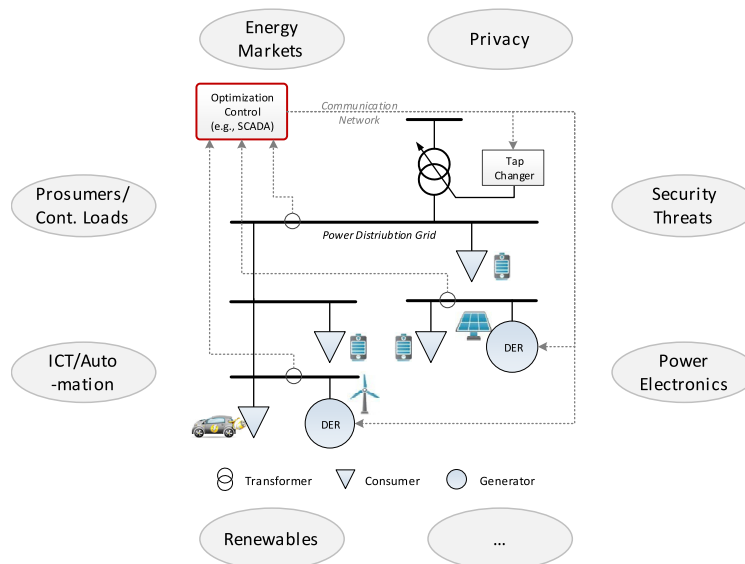 Energy
Markets
Privacy
Optimization
Control
(e.g., SCADA)
Communication
Network
Tap
Changer
Prosumers/
Cont. Loads
Security
Threats
Power Distriubtion Grid
DER
ICT/Auto
-mation
Power
Electronics
DER
Transformer
Consumer
Generator
Renewables
...